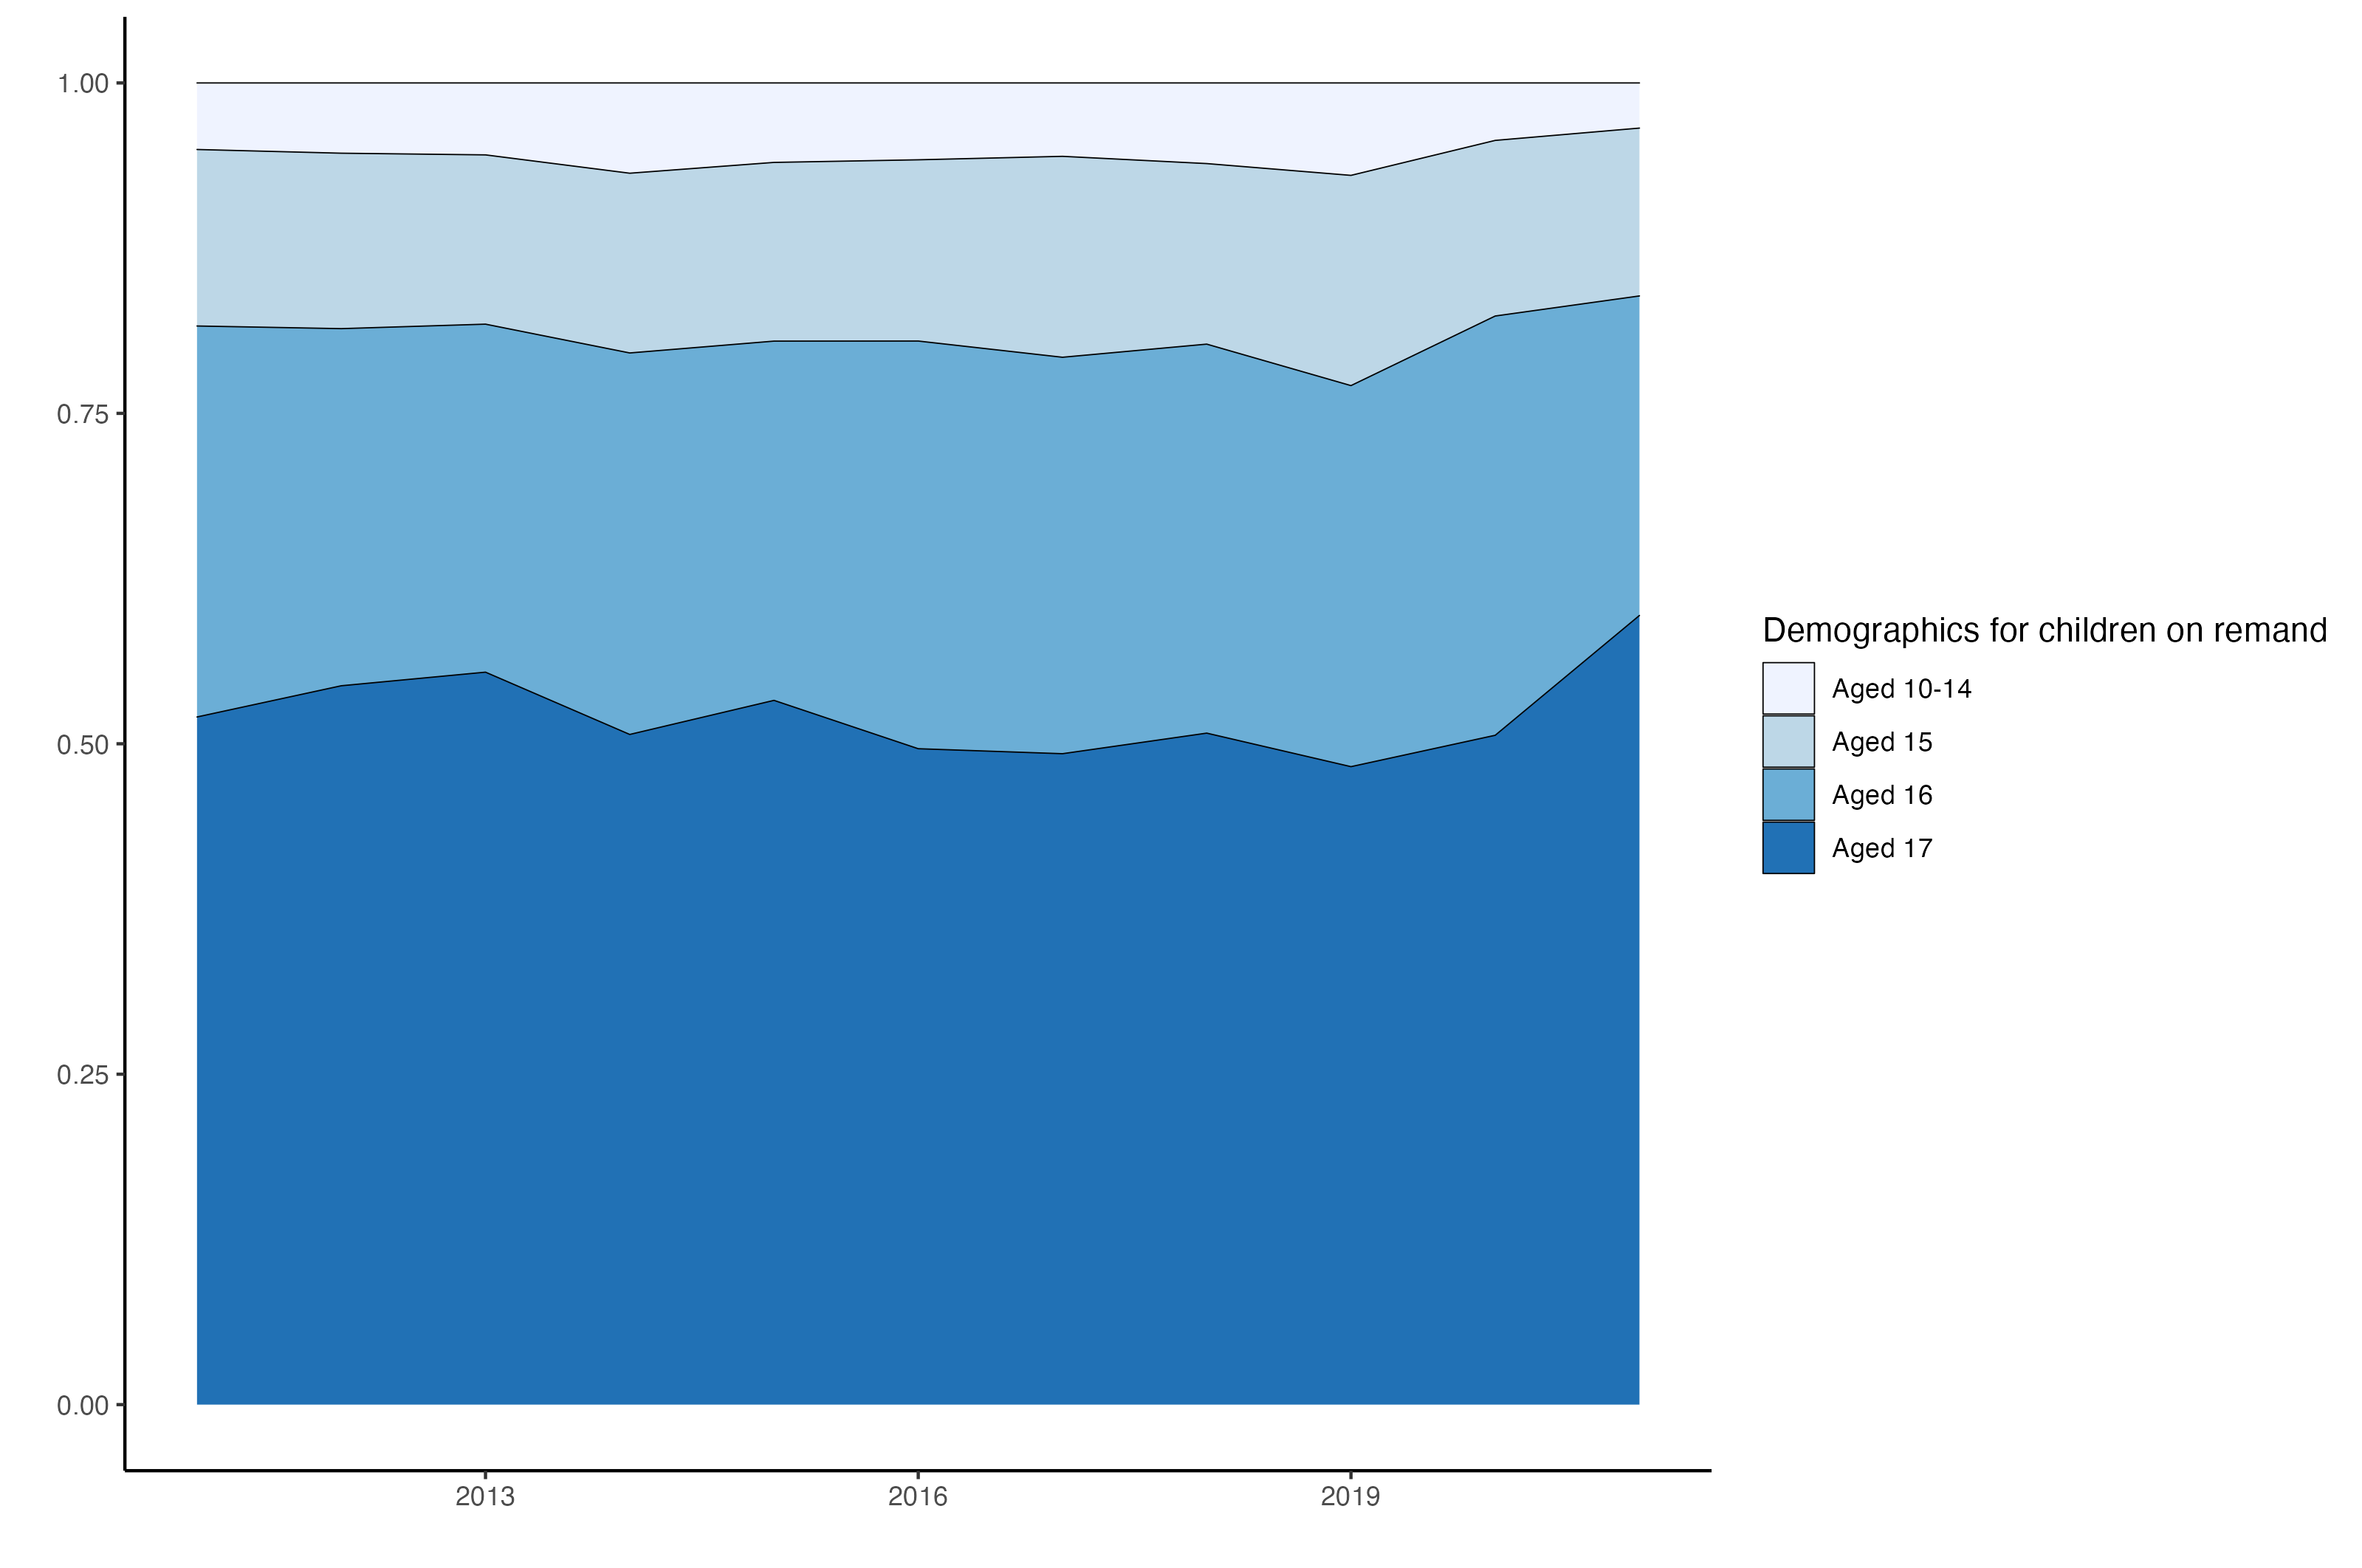 1.00
0.75
0.50
0.25
0.00
2013
2016
2019
Demographics for children on remand
Aged 10-14
Aged 15
Aged 16
Aged 17